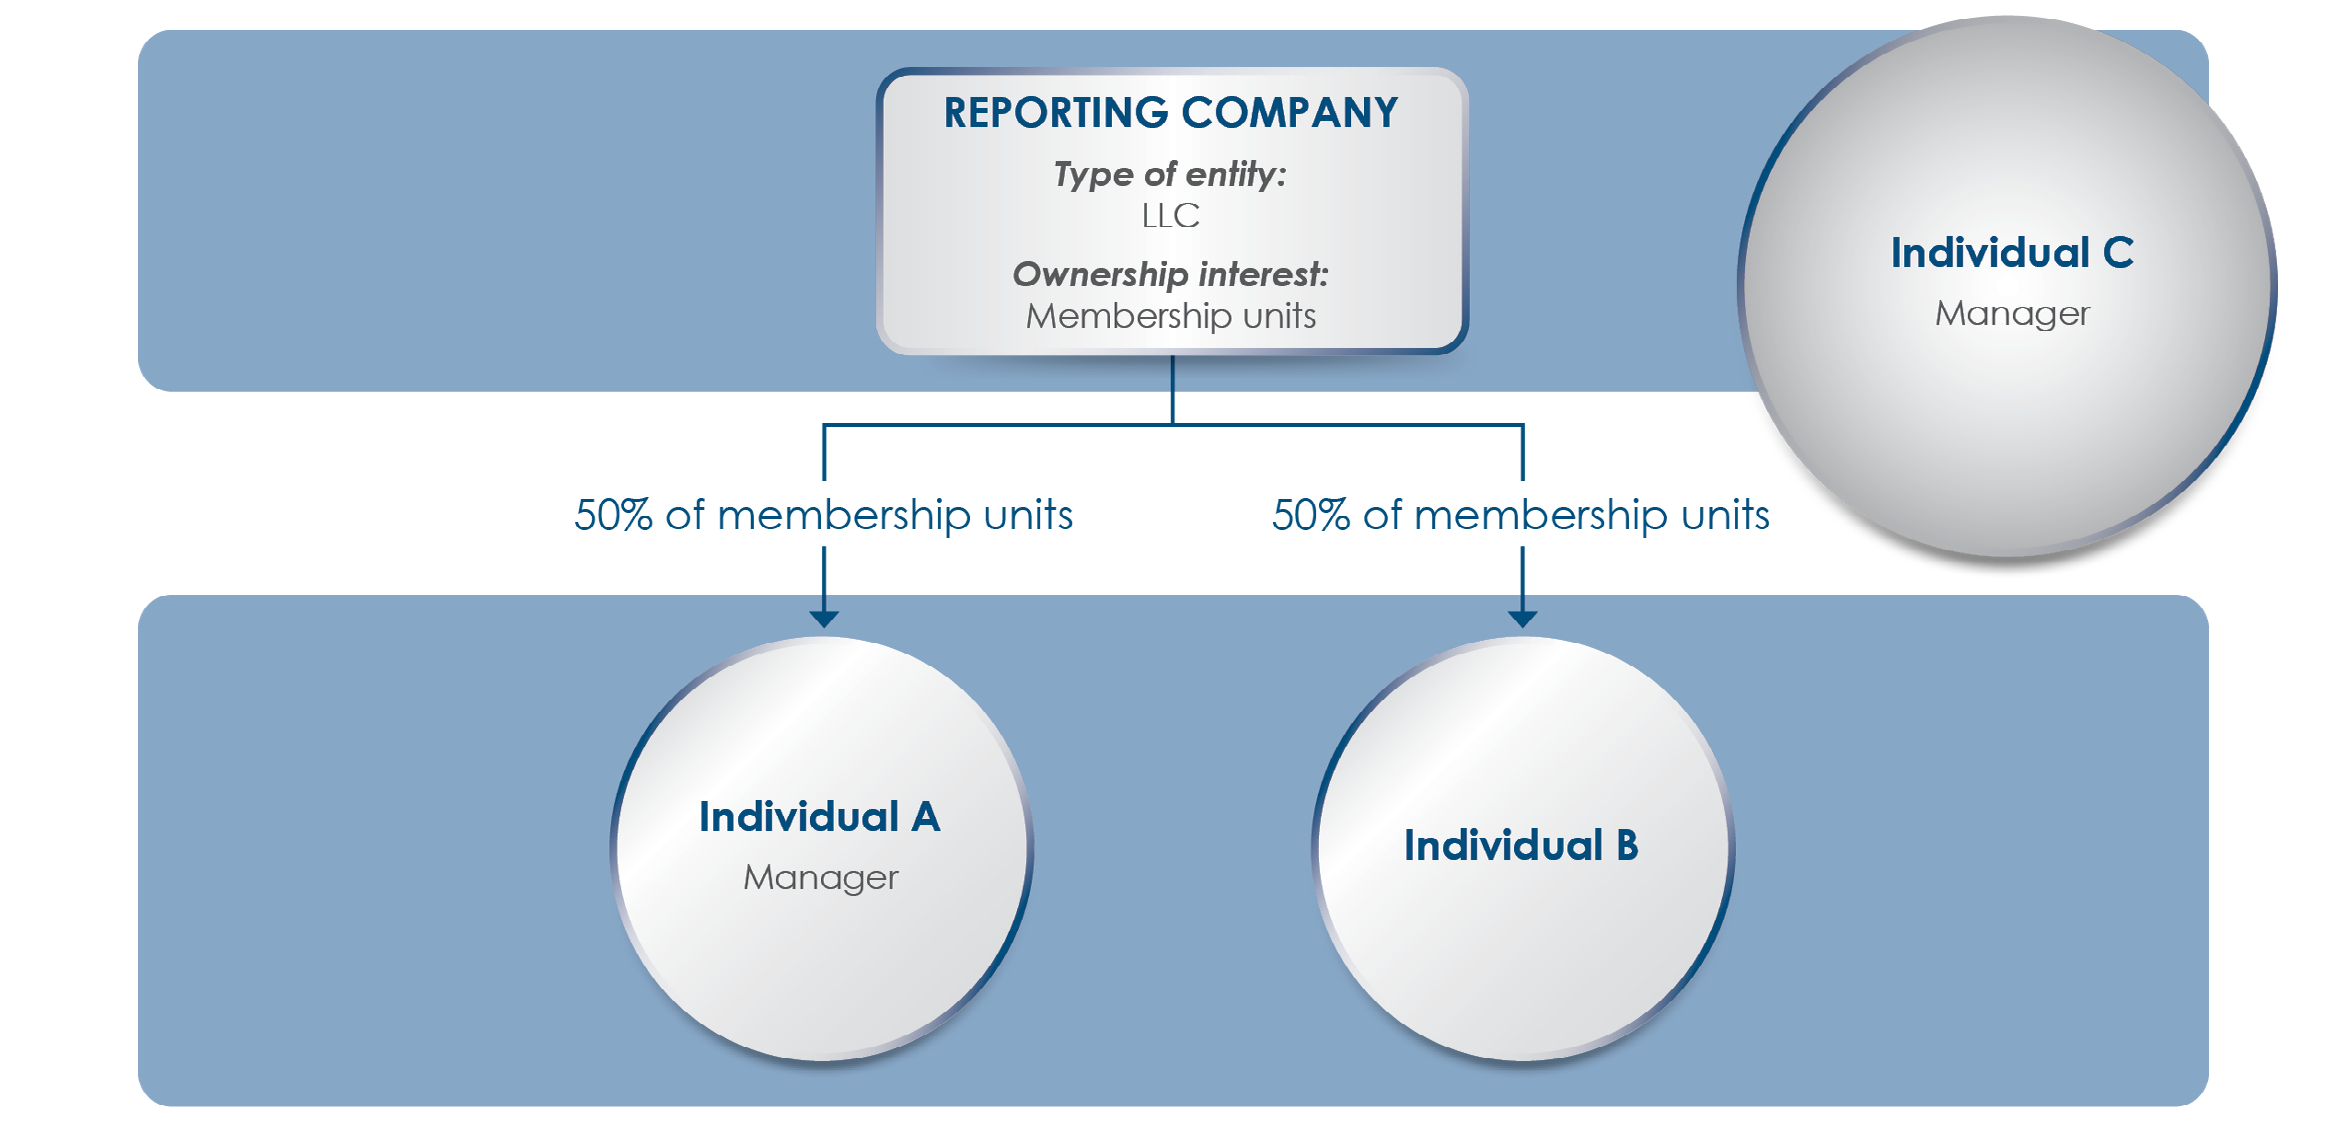 REPORTING COMPANY
Type of entity:
LLC
Ownership interest:
Membership units
Individual C
Manager
50% of membership units
50% of membership units
Individual A
Manager
Individual B